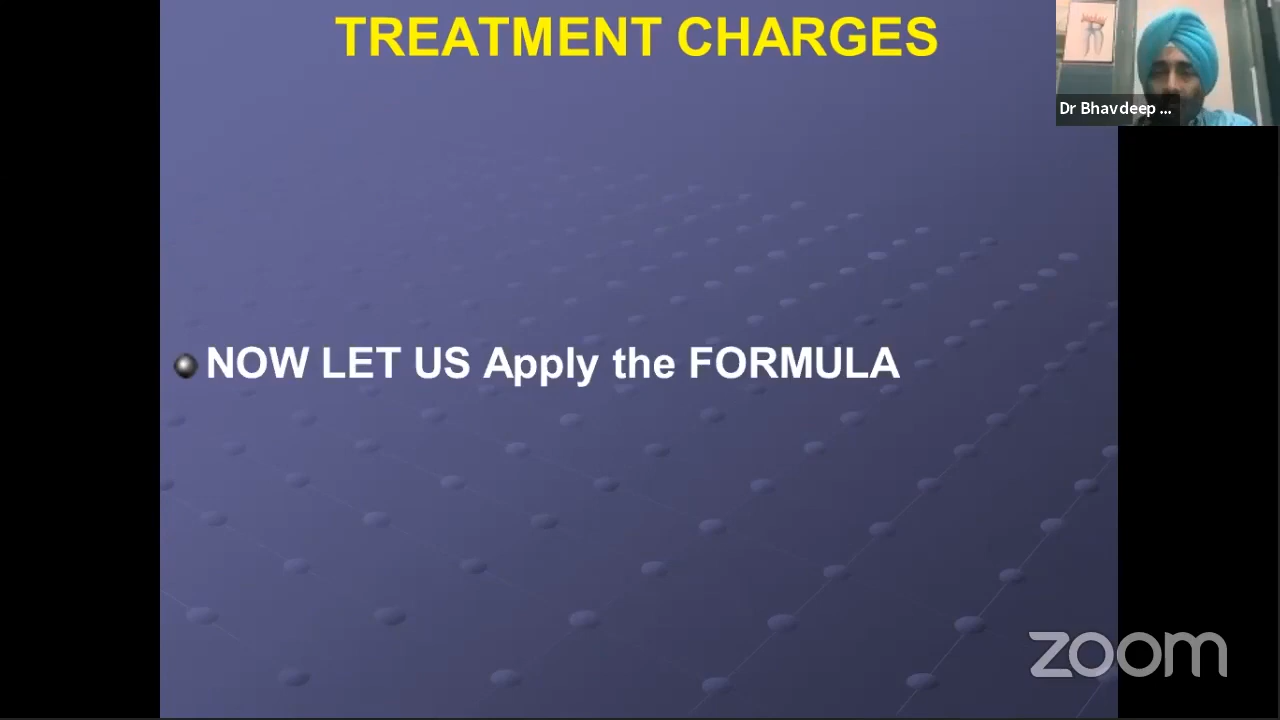 TREATMENT CHARGES
Dr Bhavdeep ...
NOW LET US Apply the FORMULA
zoom